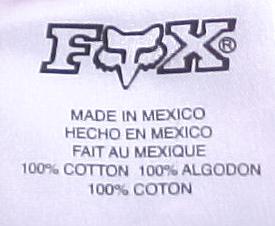 FOX®
MADE IN MEXICO
HECHO EN MEXICO
FAIT AU MEXIQUE
100% COTTON 100% ALGODON
100% COTON